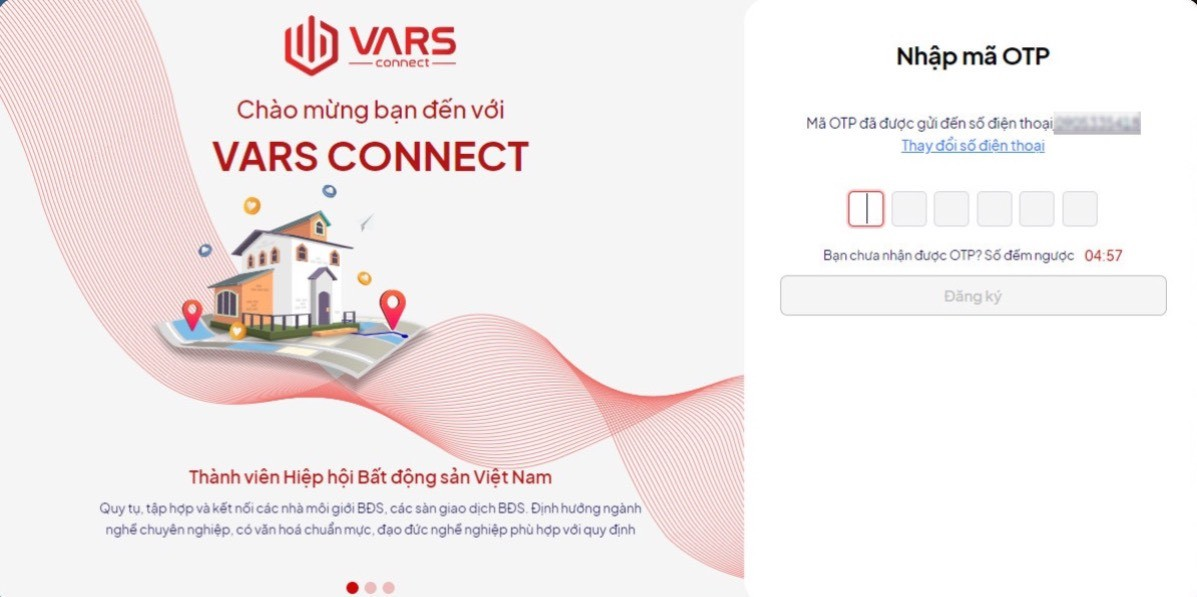 VARS
connect
Chào mừng bạn đến với
VARS CONNECT
Thành viên Hiệp hội Bất động sản Việt Nam
Quy tụ, tập hợp và kết nối các nhà môi giới BĐS, các sàn giao dịch BĐS. Định hướng ngành
nghề chuyên nghiệp, có văn hoá chuẩn mực, đạo đức nghề nghiệp phù hợp với quy định
Nhập mã OTP
Mã OTP đã được gửi đến số điện thoại
Thay đổi số điện thoại
Bạn chưa nhận được OTP? Số đếm ngược 04:57
Đăng ký